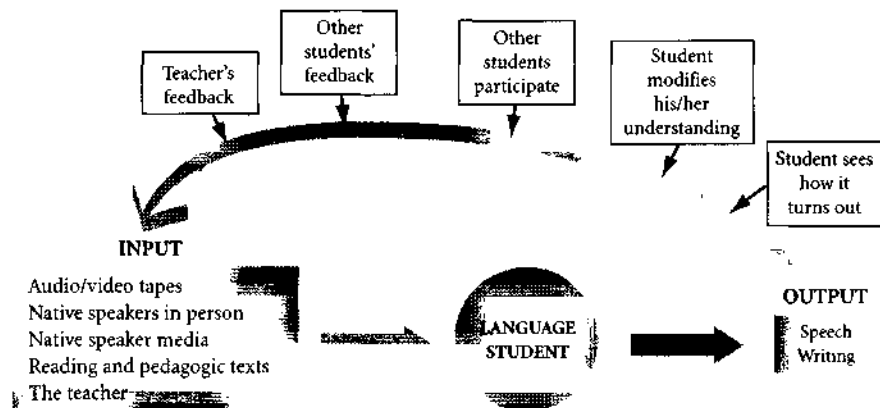 Teacher's
feedback
Other
students'
feedback
Other
students
participate
Student
modifies
his/her
understanding
Student sees
how it
turns out
INPUT
Audio/video tapes
Native speakers in person
Native speaker media
Reading and pedagogic texts
The teacher
LANGUAGE
STUDENT
OUTPUT
Speech
Writing